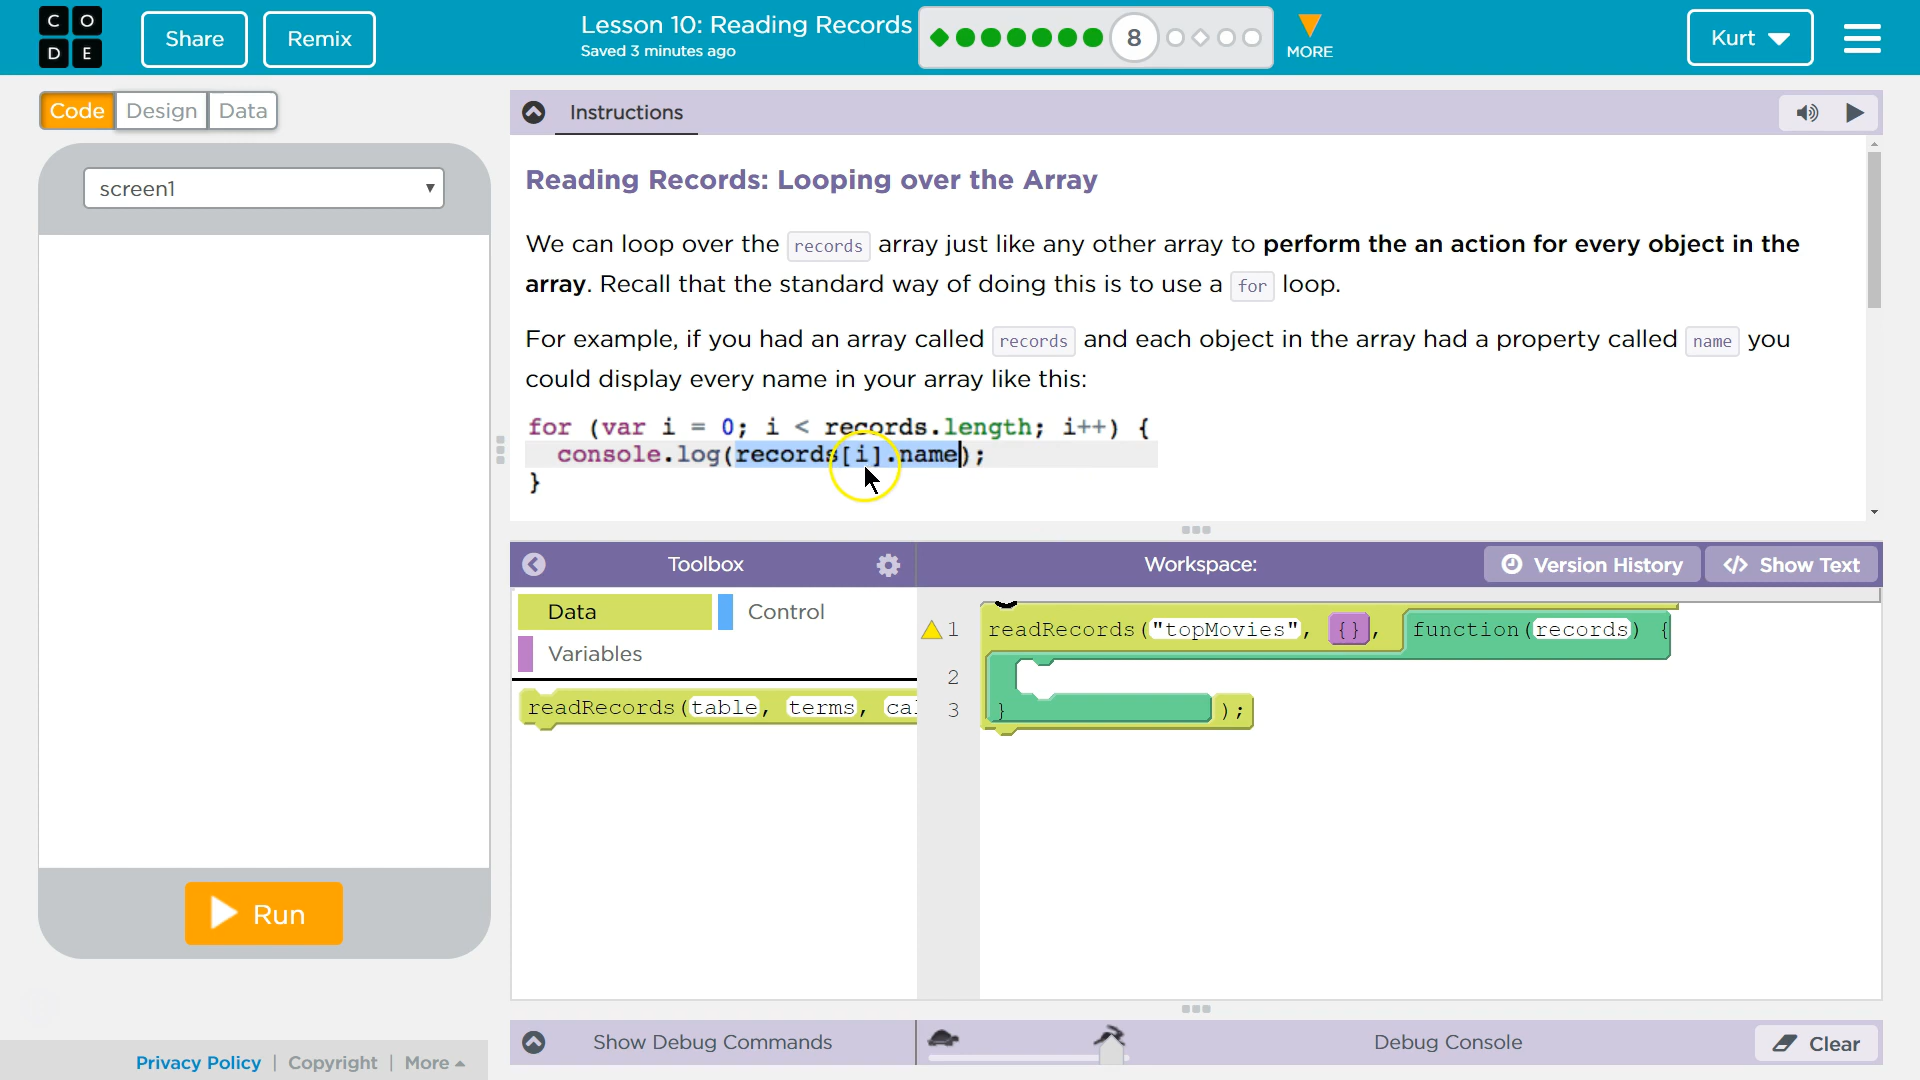 C O
D E
Share
Remix
Lesson 10: Reading Records
Saved 3 minutes ago
8
MORE
Kurt
Code
Design
Data
screen1
Instructions
Reading Records: Looping over the Array
We can loop over the records array just like any other array to perform the an action for every object in the
array. Recall that the standard way of doing this is to use a for loop.
For example, if you had an array called records and each object in the array had a property called name you
could display every name in your array like this:
for (var i = 0; i < records.length; i++) {
console.log(records[i].name);
}
Toolbox
Workspace:
Version History
</> Show Text
Data
Control
Variables
readRecords(table, terms, cal
1 readRecords("topMovies", {}, function(records) {
2
3 } );
Run
Show Debug Commands
Debug Console
Clear
Privacy Policy | Copyright | More